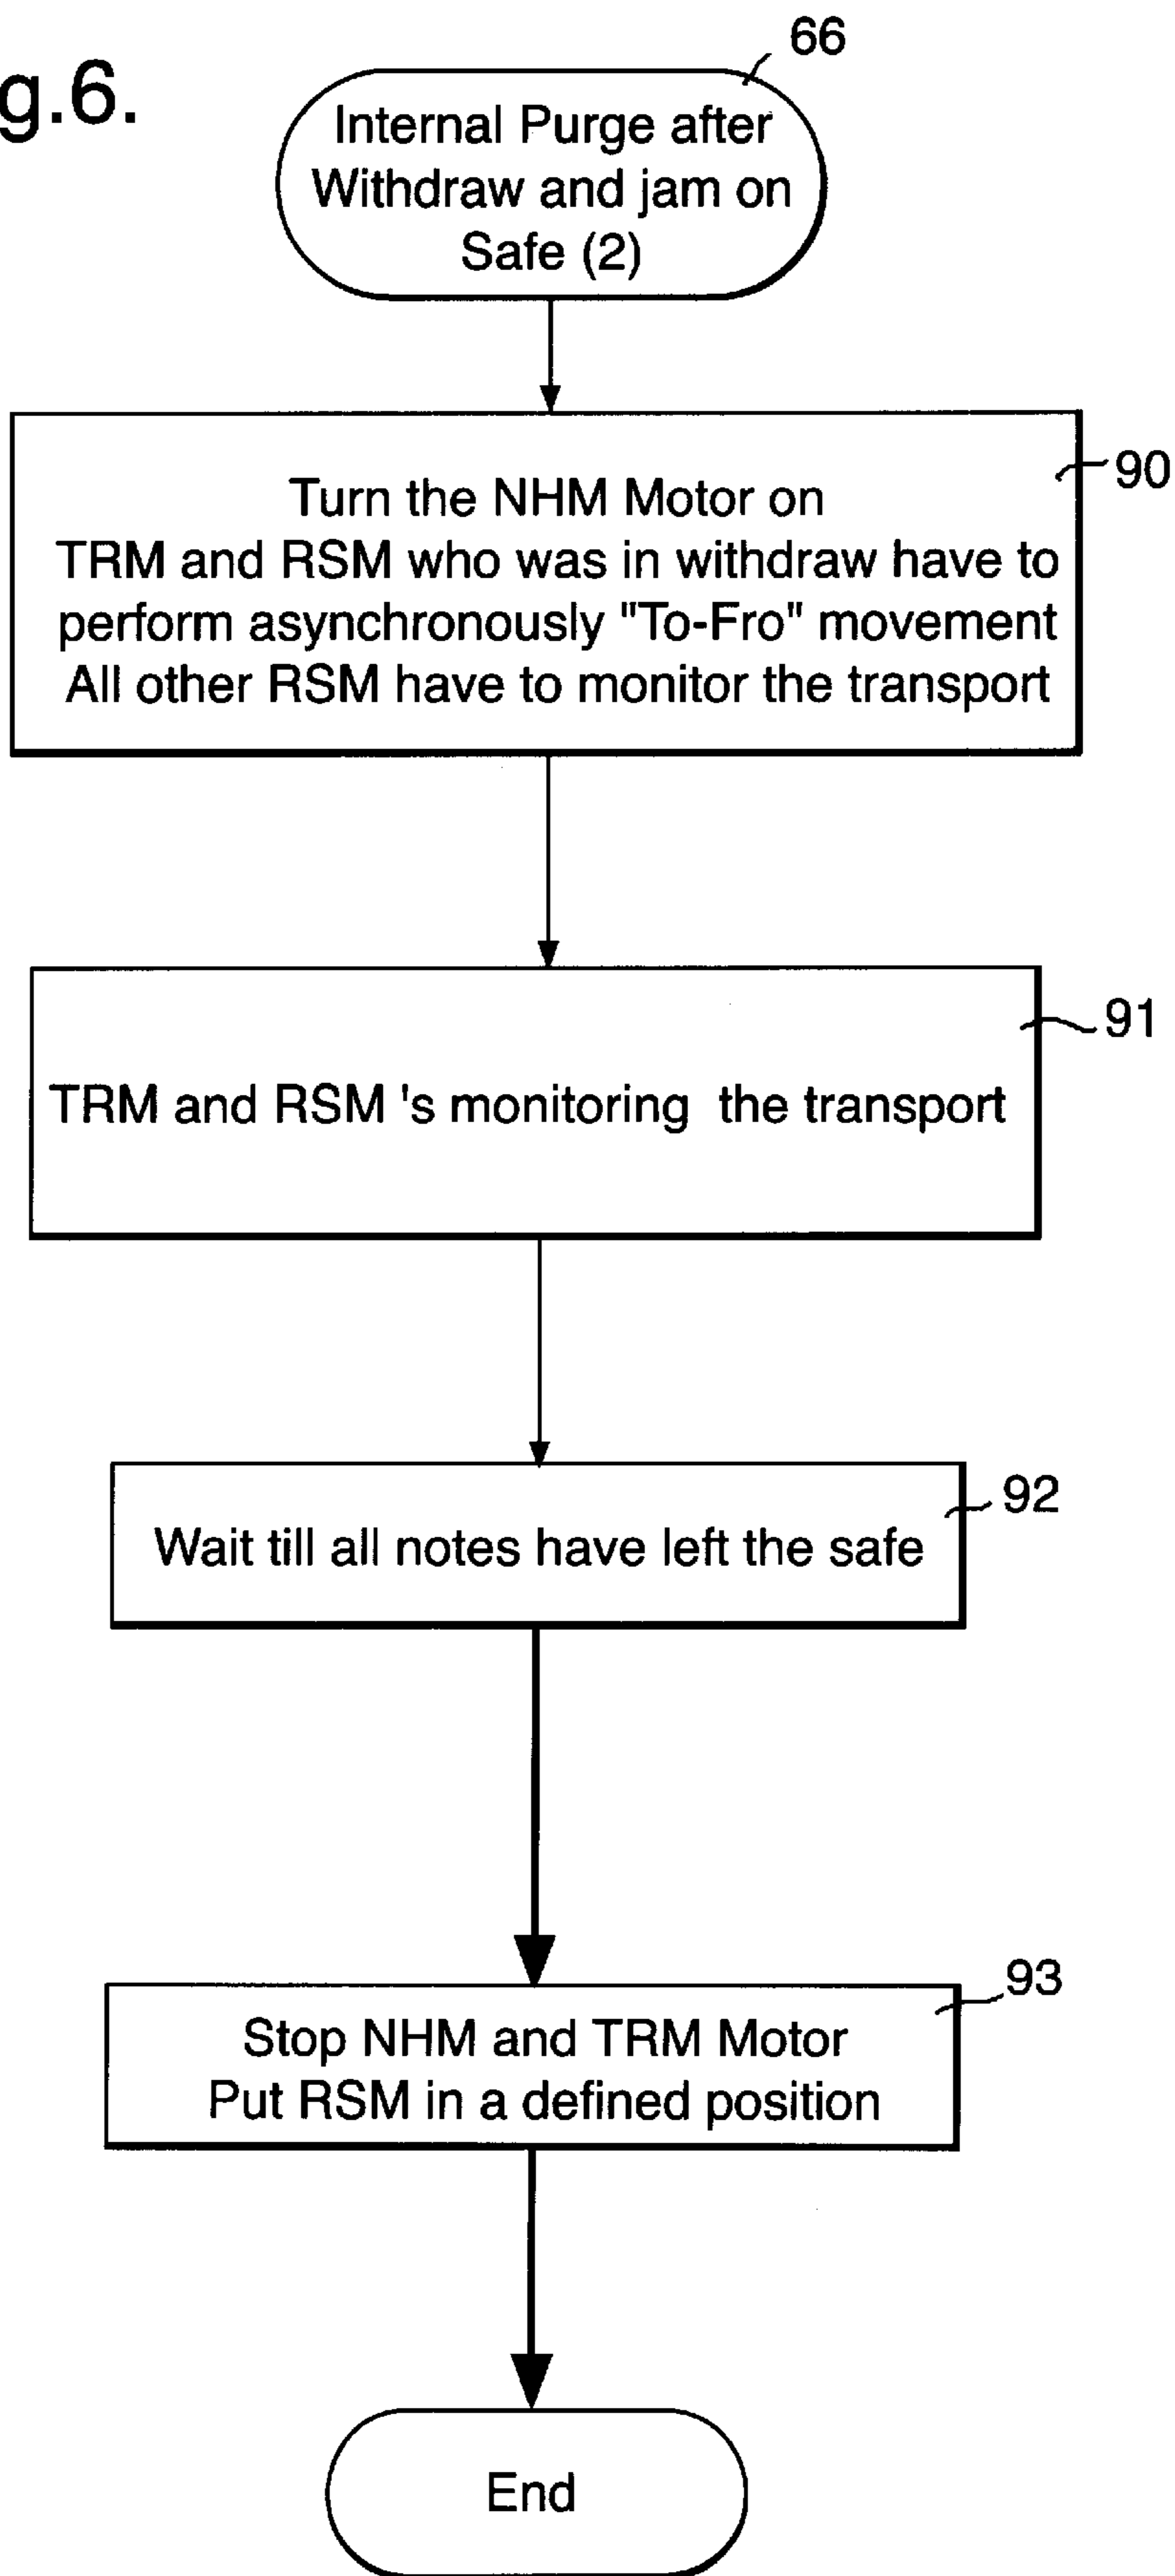 g.6.
66
Internal Purge after
Withdraw and jam on
Safe (2)
90
Turn the NHM Motor on
TRM and RSM who was in withdraw have to
perform asynchronously "To-Fro" movement
All other RSM have to monitor the transport
91
TRM and RSM 's monitoring the transport
92
Wait till all notes have left the safe
93
Stop NHM and TRM Motor
Put RSM in a defined position
End